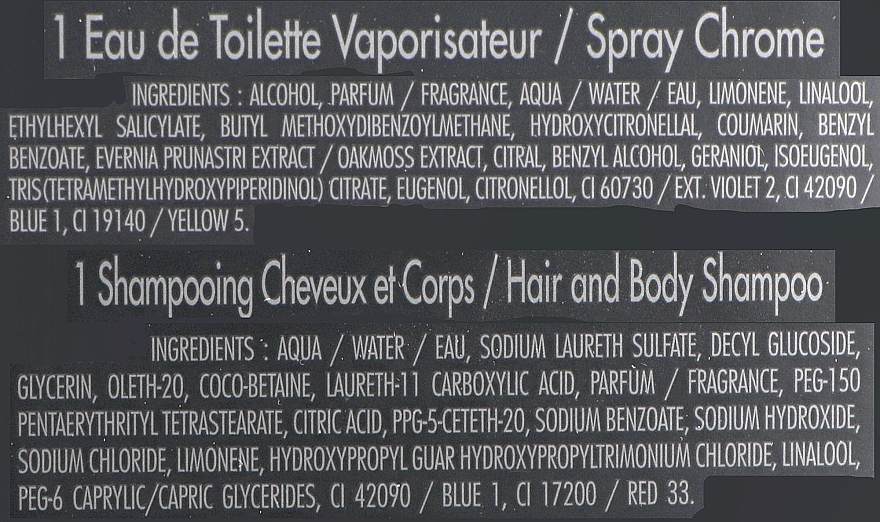 1 Eau de Toilette Vaporisateur / Spray Chrome
INGREDIENTS : ALCOHOL, PARFUM / FRAGRANCE, AQUA / WATER / EAU, LIMONENE, LINALOOL,
ETHYLHEXYL SALICYLATE, BUTYL METHOXYDIBENZOYLMETHANE, HYDROXYCITRONELLAL, COUMARIN, BENZYL
BENZOATE, EVERNIA PRUNASTRI EXTRACT / OAKMOSS EXTRACT, CITRAL, BENZYL ALCOHOL, GERANIOL, ISOEUGENOL,
TRIS(TETRAMETHYLHYDROXYPIPERIDINOL) CITRATE, EUGENOL, CITRONELLOL, CI 60730 / EXT. VIOLET 2, CI 42090 /
BLUE 1, CI 19140 / YELLOW 5.
1 Shampooing Cheveux et Corps / Hair and Body Shampoo
INGREDIENTS : AQUA / WATER / EAU, SODIUM LAURETH SULFATE, DECYL GLUCOSIDE,
GLYCERIN, OLETH-20, COCO-BETAINE, LAURETH-11 CARBOXYLIC ACID, PARFUM / FRAGRANCE, PEG-150
PENTAERYTHRITYL TETRASTEARATE, CITRIC ACID, PPG-5-CETETH-20, SODIUM BENZOATE, SODIUM HYDROXIDE,
SODIUM CHLORIDE, LIMONENE, HYDROXYPROPYL GUAR HYDROXYPROPYLTRIMONIUM CHLORIDE, LINALOOL,
PEG-6 CAPRYLIC/CAPRIC GLYCERIDES, CI 42090 / BLUE 1, CI 17200 / RED 33.